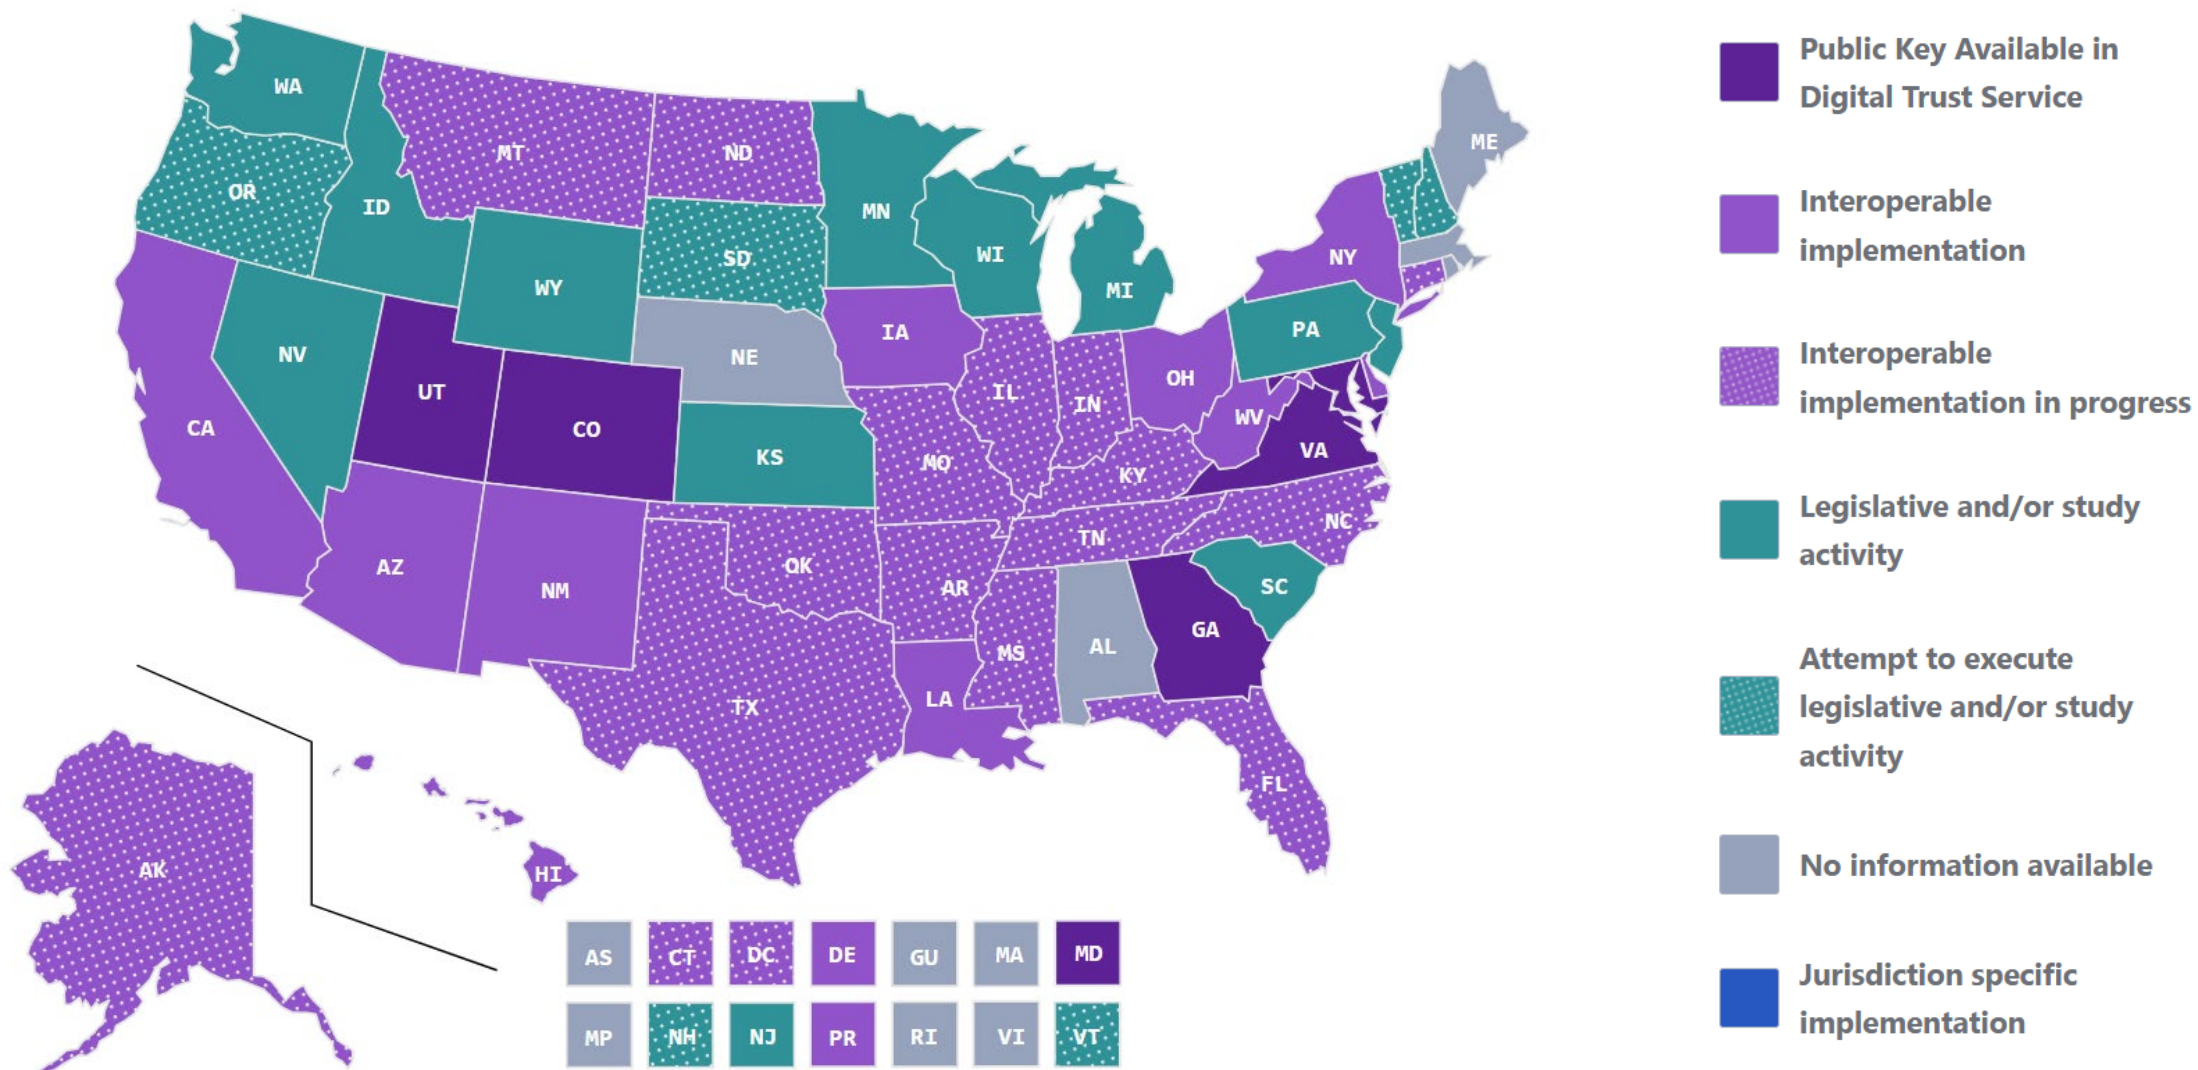 WA
MT
ND
OR
ID
MN
ME
SD
WI
WY
MI
NY
NV
NE
IA
PA
UT
CO
IL
IN
OH
CA
KS
MO
WV
VA
KY
AZ
NM
OK
AR
TN
NC
SC
TX
LA
MS
AL
GA
FL
AK
HI
AS CT DC DE GU MA MD
MP NH NJ PR RI VI VT
Public Key Available in
Digital Trust Service
Interoperable
implementation
Interoperable
implementation in progress
Legislative and/or study
activity
Attempt to execute
legislative and/or study
activity
No information available
Jurisdiction specific
implementation